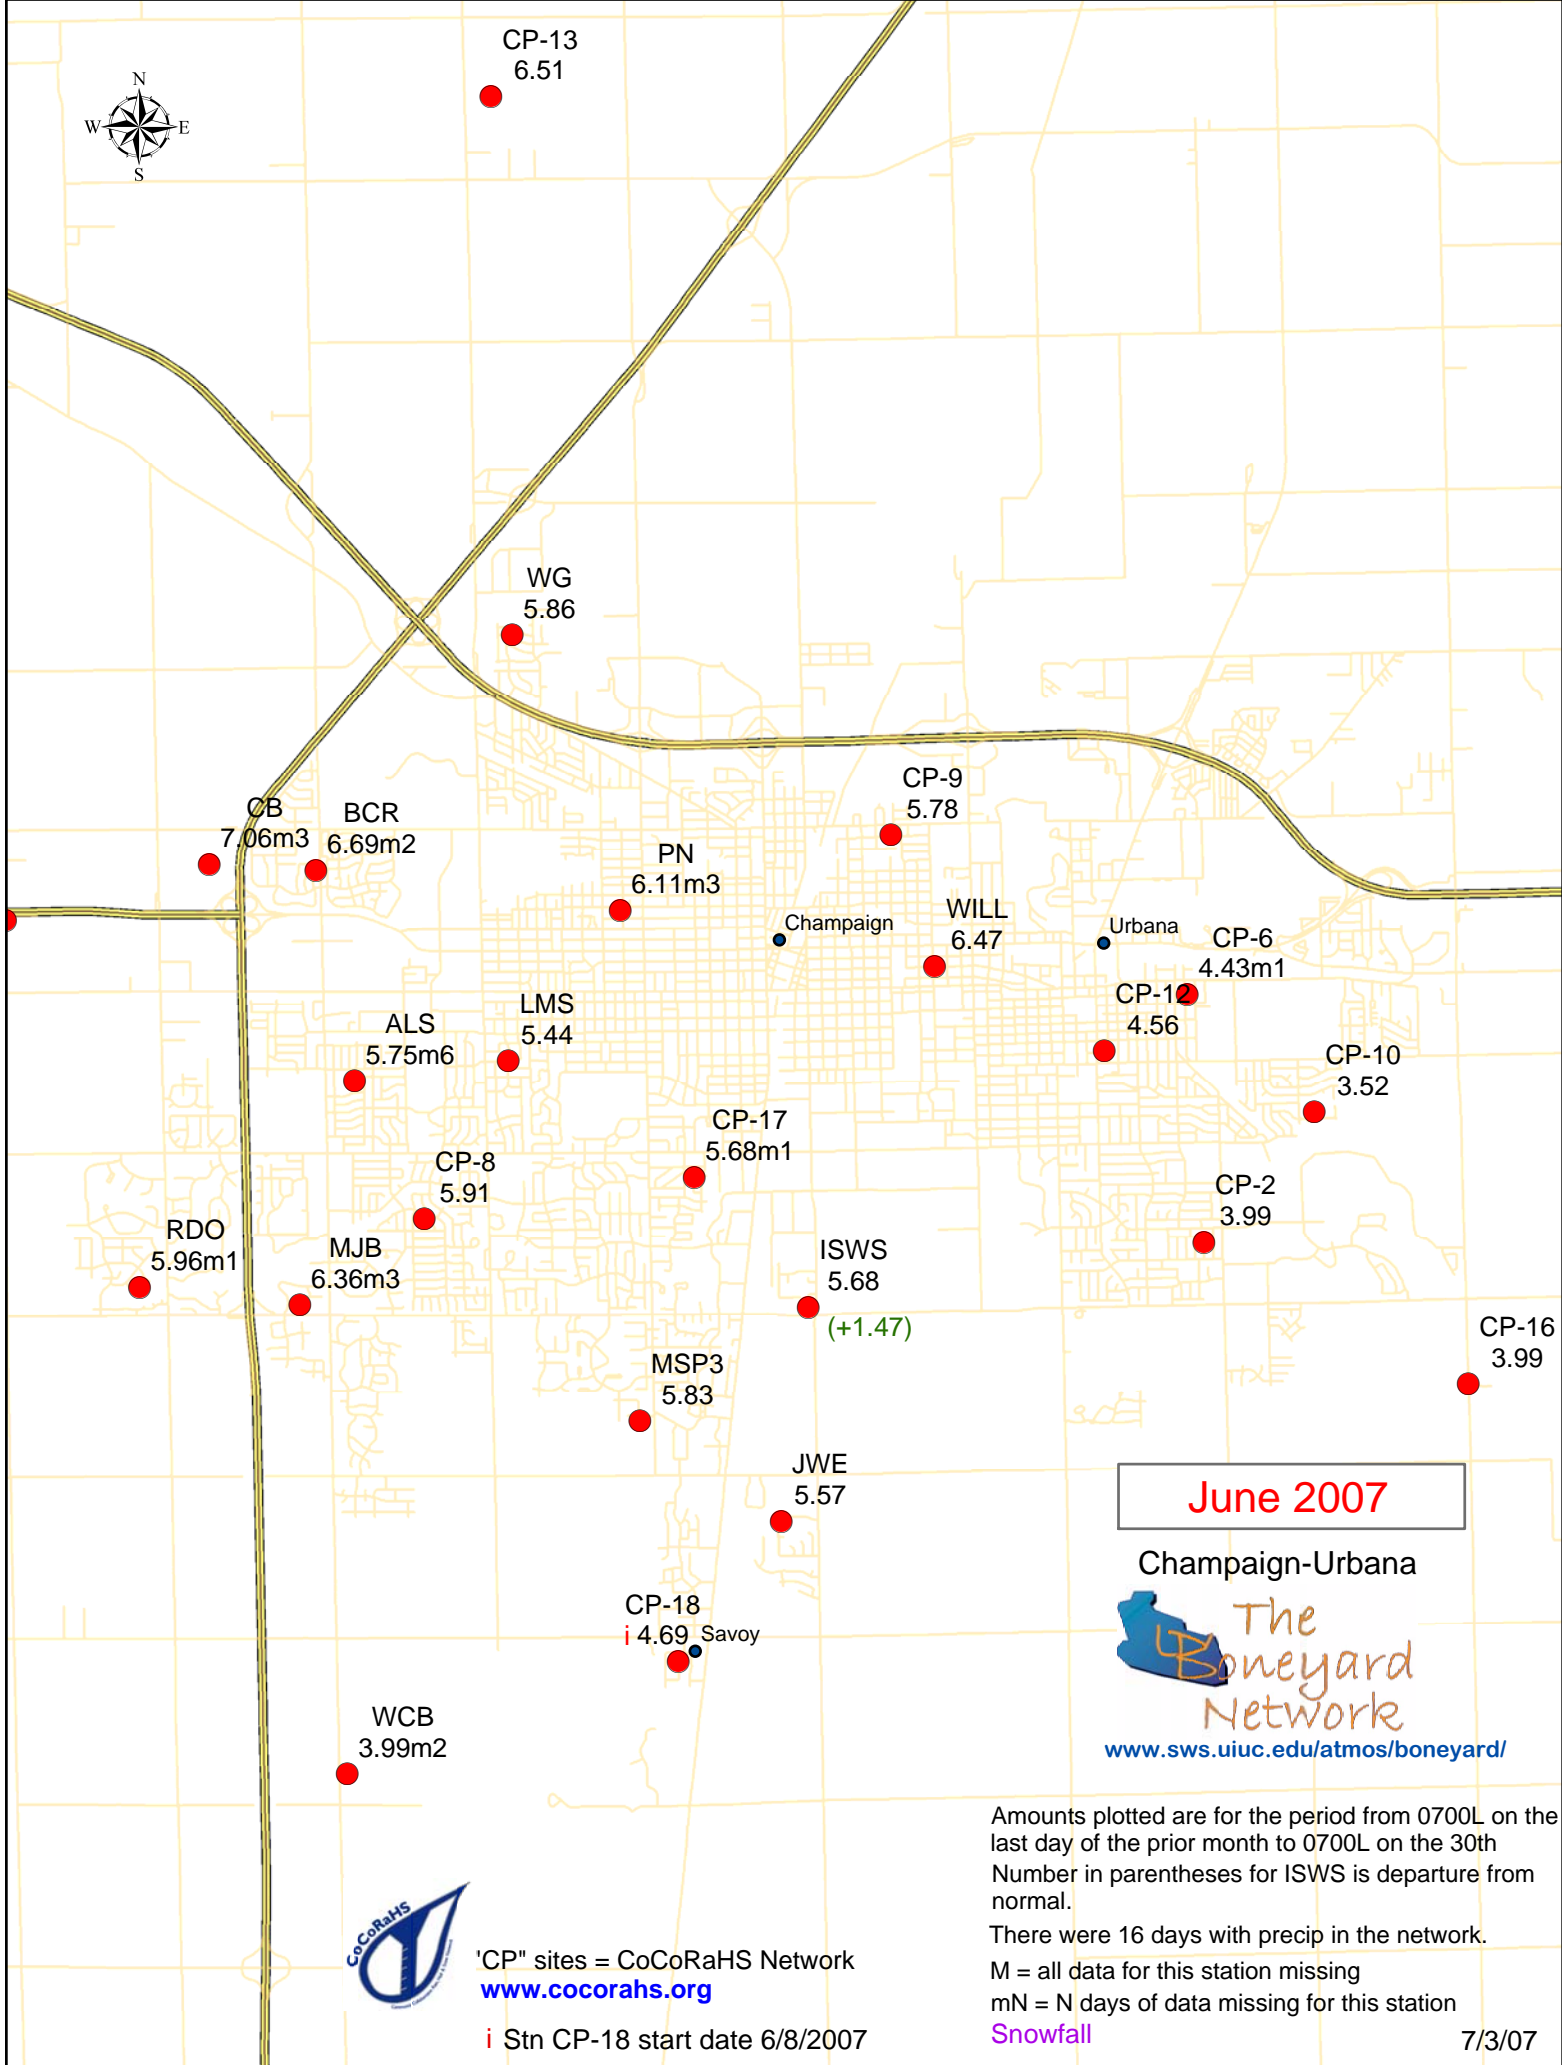 CP-13
6.51
N
W
E
S
WG
5.86
CP-9
5.78
CB
7.06m3
BCR
6.69m2
PN
6.11m3
WILL
6.47
Champaign
Urbana
CP-6
4.43m1
CP-12
4.56
LMS
5.44
ALS
5.75m6
CP-10
3.52
CP-17
5.68m1
CP-8
5.91
CP-2
3.99
RDO
5.96m1
MJB
6.36m3
ISWS
5.68
(+1.47)
CP-16
3.99
MSP3
5.83
JWE
5.57
June 2007
Champaign-Urbana
The
Boneyard
Network
www.sws.uiuc.edu/atmos/boneyard/
CP-18
i 4.69
Savoy
WCB
3.99m2
Amounts plotted are for the period from 0700L on the
last day of the prior month to 0700L on the 30th
Number in parentheses for ISWS is departure from
normal.
There were 16 days with precip in the network.
M = all data for this station missing
mN = N days of data missing for this station
Snowfall
7/3/07
CoCoRaHS
'CP" sites = CoCoRaHS Network
www.cocorahs.org
i Stn CP-18 start date 6/8/2007